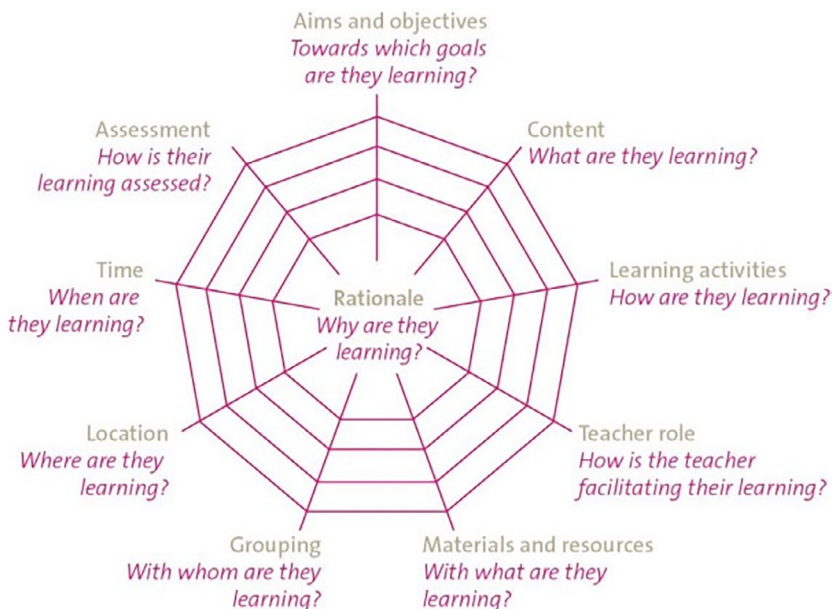 Aims and objectives
Towards which goals
are they learning?
Content
What are they learning?
Learning activities
How are they learning?
Teacher role
How is the teacher
facilitating their learning?
Materials and resources
With what are they
learning?
Grouping
With whom are they
learning?
Location
Where are they
learning?
Time
When are
they learning?
Assessment
How is their
learning assessed?
Rationale
Why are they
learning?